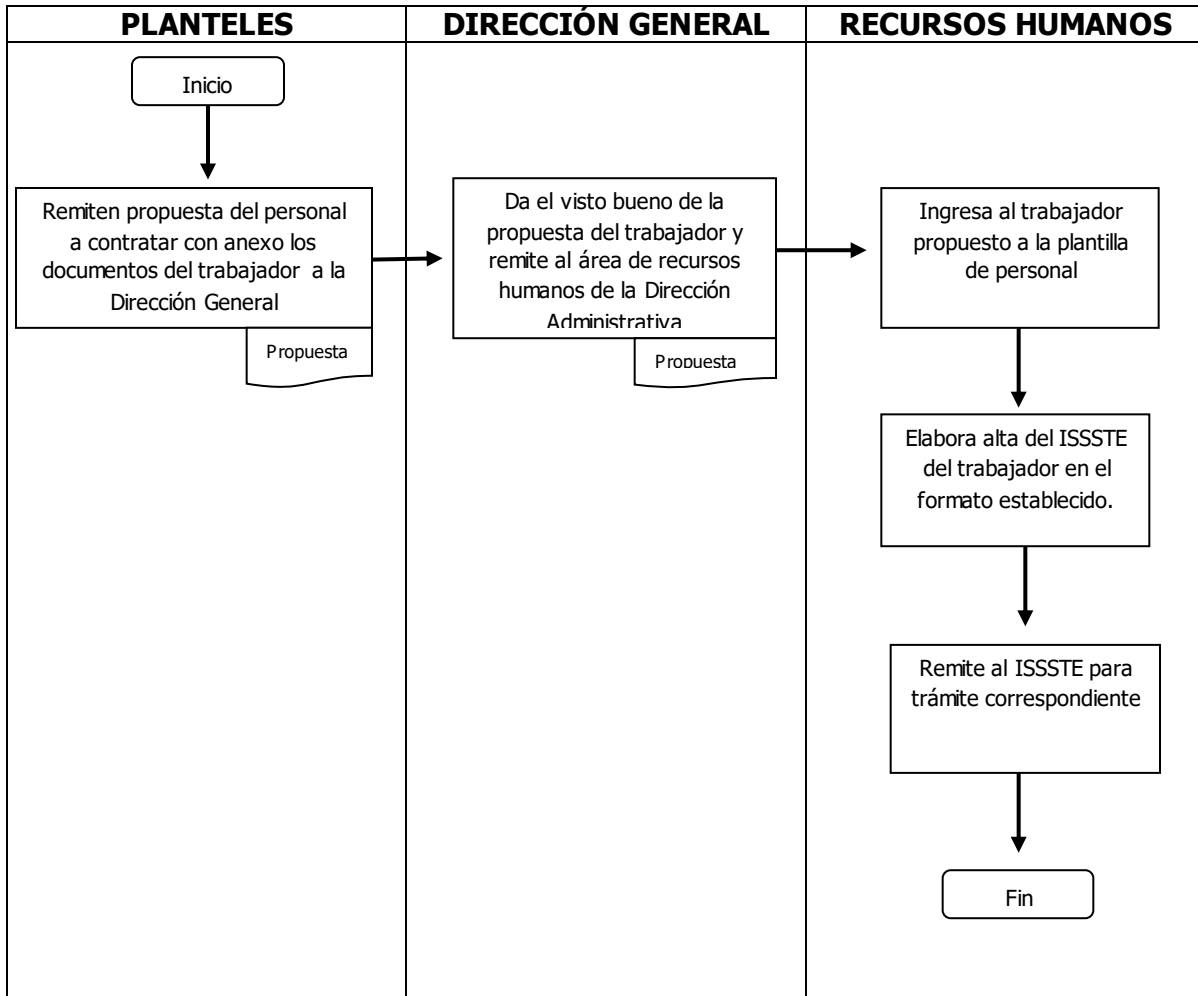 PLANTELES
DIRECCIÓN GENERAL
RECURSOS HUMANOS
Inicio
Remiten propuesta del personal
a contratar con anexo los
documentos del trabajador a la
Dirección General
Propuesta
Da el visto bueno de la
propuesta del trabajador y
remite al área de recursos
humanos de la Dirección
Administrativa
Propuesta
Ingresa al trabajador
propuesto a la plantilla
de personal
Elabora alta del ISSSTE
del trabajador en el
formato establecido.
Remite al ISSSTE para
trámite correspondiente
Fin